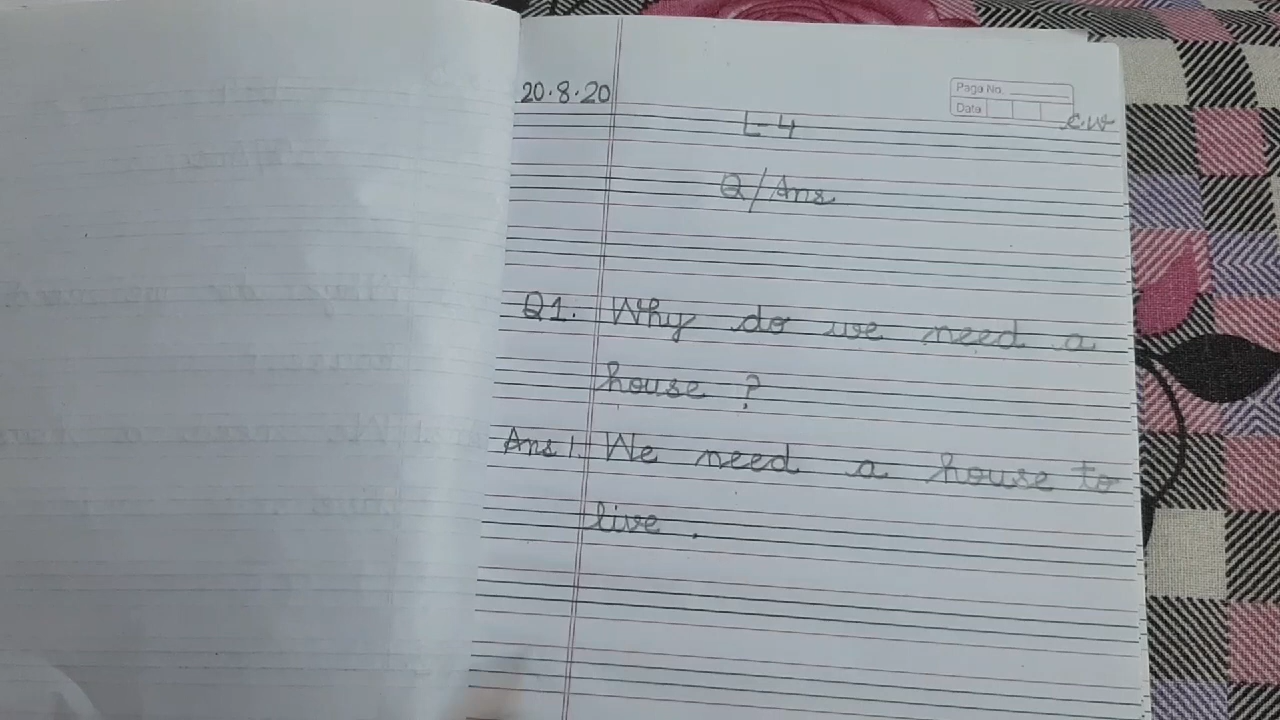 20.8.20
Page No.
Date
C.W
L-4
Q/Ans
Q1. Why do we need a
house ?
Ans 1. We need a house to
live .